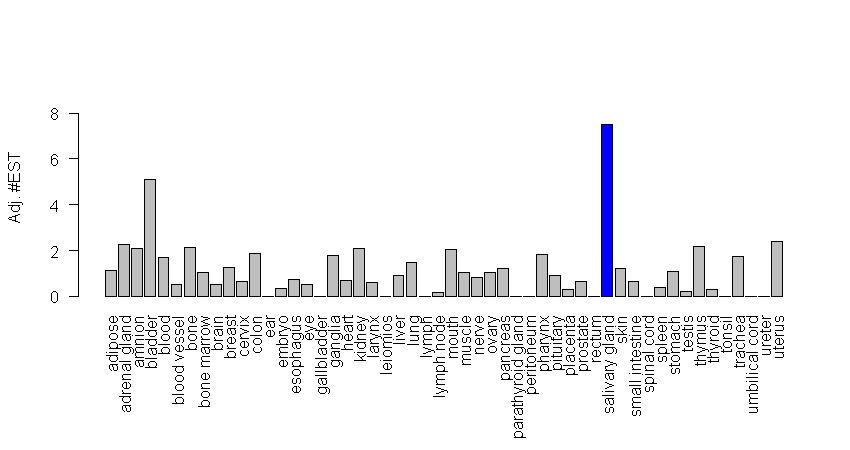 Adj. #EST
8
6
4
2
0
adipose
adrenal gland
amnion
bladder
blood
blood vessel
bone
bone marrow
brain
breast
cervix
colon
ear
embryo
esophagus
eye
gallbladder
ganglia
heart
kidney
larynx
leiomios
liver
lung
lymph
lymph node
mouth
muscle
nerve
ovary
pancreas
parathyroid gland
peritoneum
pharynx
pituitary
placenta
prostate
rectum
salivary gland
skin
small intestine
spinal cord
spleen
stomach
testis
thymus
thyroid
tonsil
trachea
umbilical cord
ureter
uterus